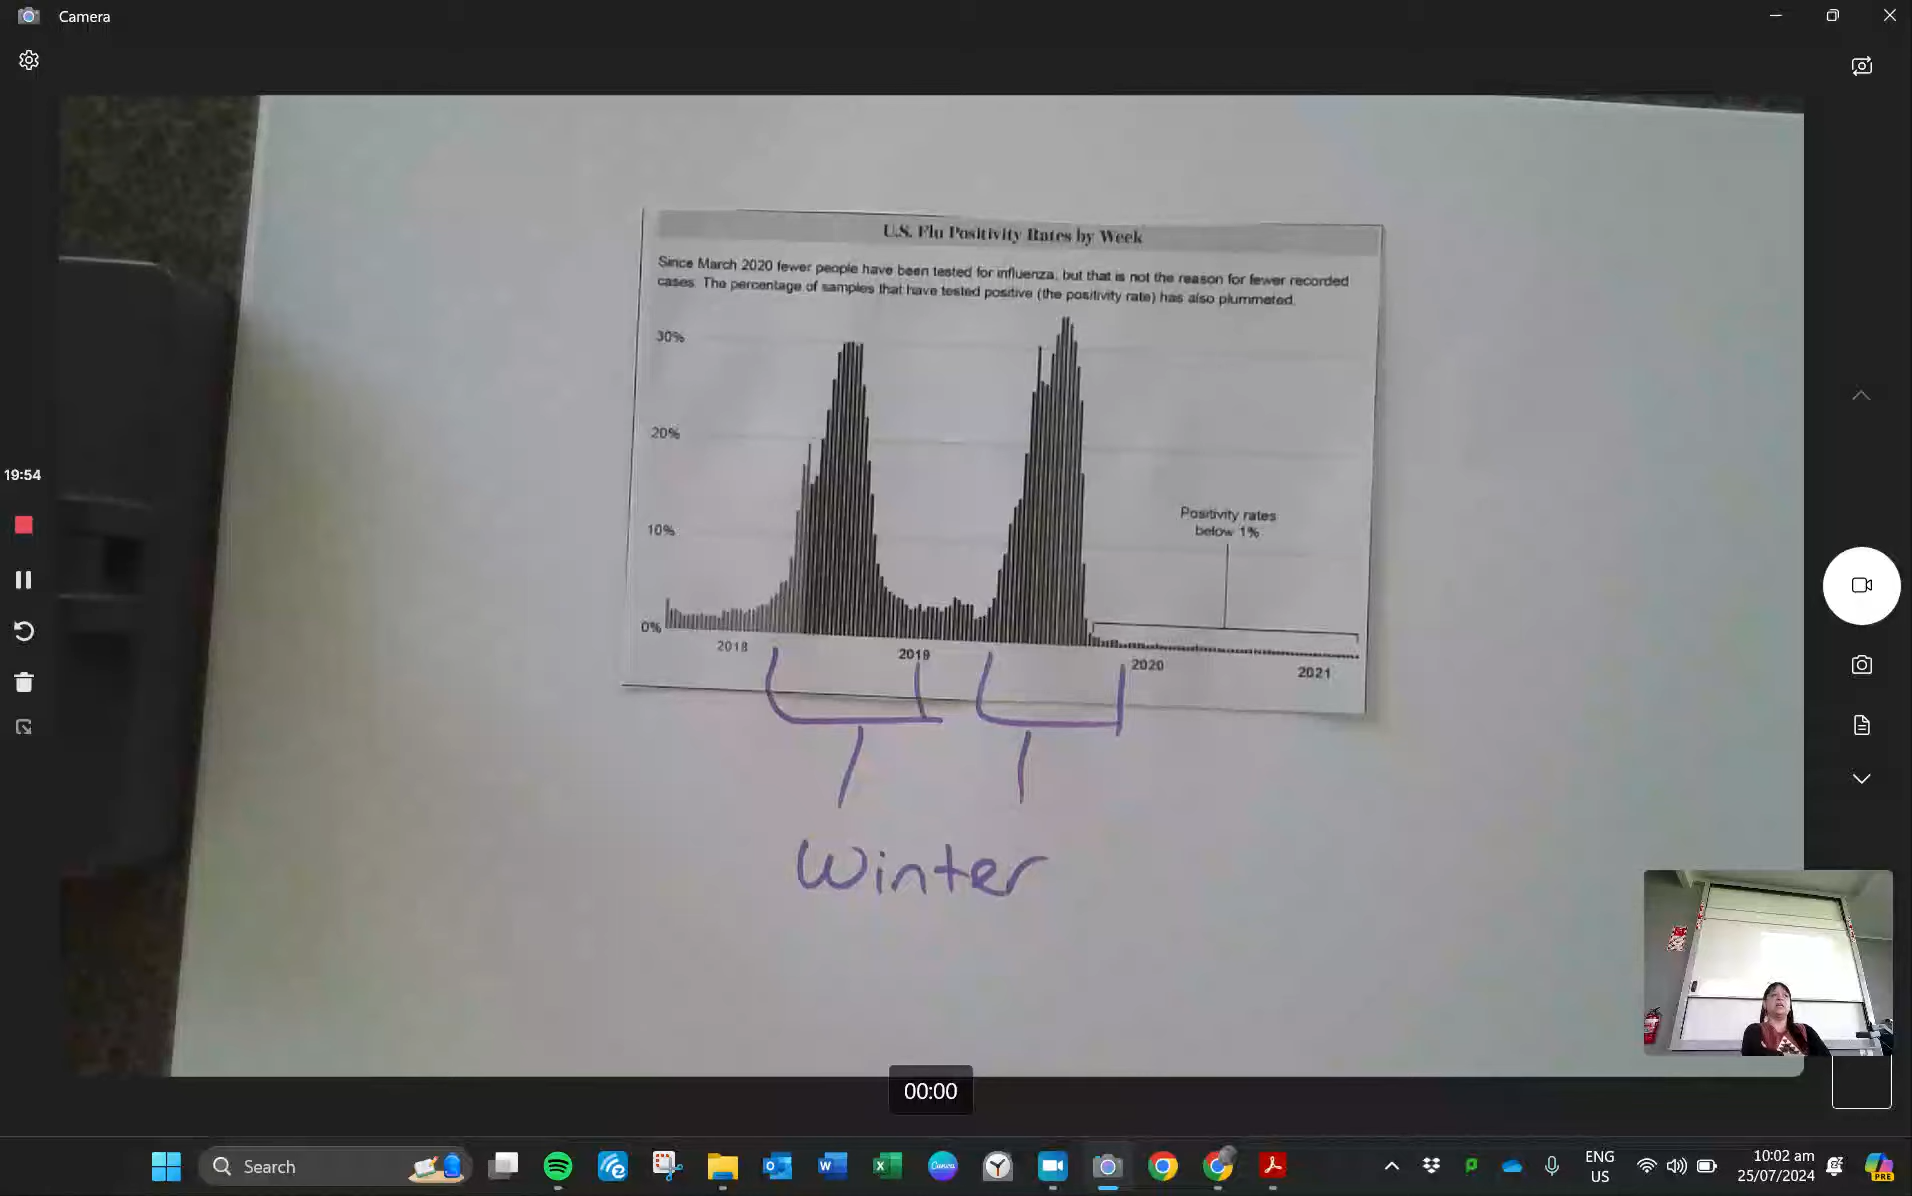 Camera
U.S. Flu Positivity Rates by Week
Since March 2020 fewer people have been tested for influenza, but that is not the reason for fewer recorded
cases. The percentage of samples that have tested positive (the positivity rate) has also plummeted.
30%
20%
10%
0%
Positivity rates
below 1%
2018
2019
2020
2021
Winter
19:54
00:00
Search
ENG
US
10:02 am
25/07/2024
PRE